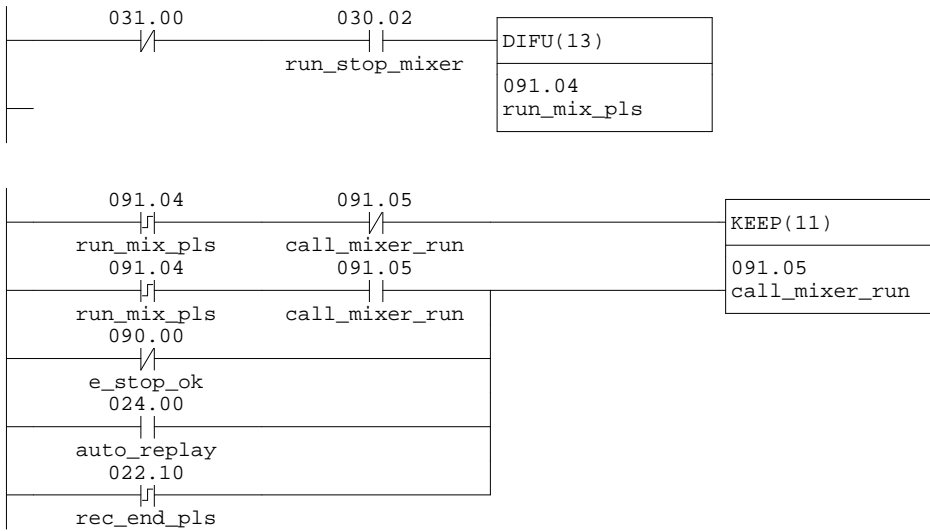 031.00 030.02
run_stop_mixer
DIFU(13)
091.04
run_mix_pls
091.04 091.05
run_mix_pls call_mixer_run
KEEP(11)
091.05
call_mixer_run
091.04 091.05
run_mix_pls call_mixer_run
090.00
e_stop_ok
024.00
auto_replay
022.10
rec_end_pls